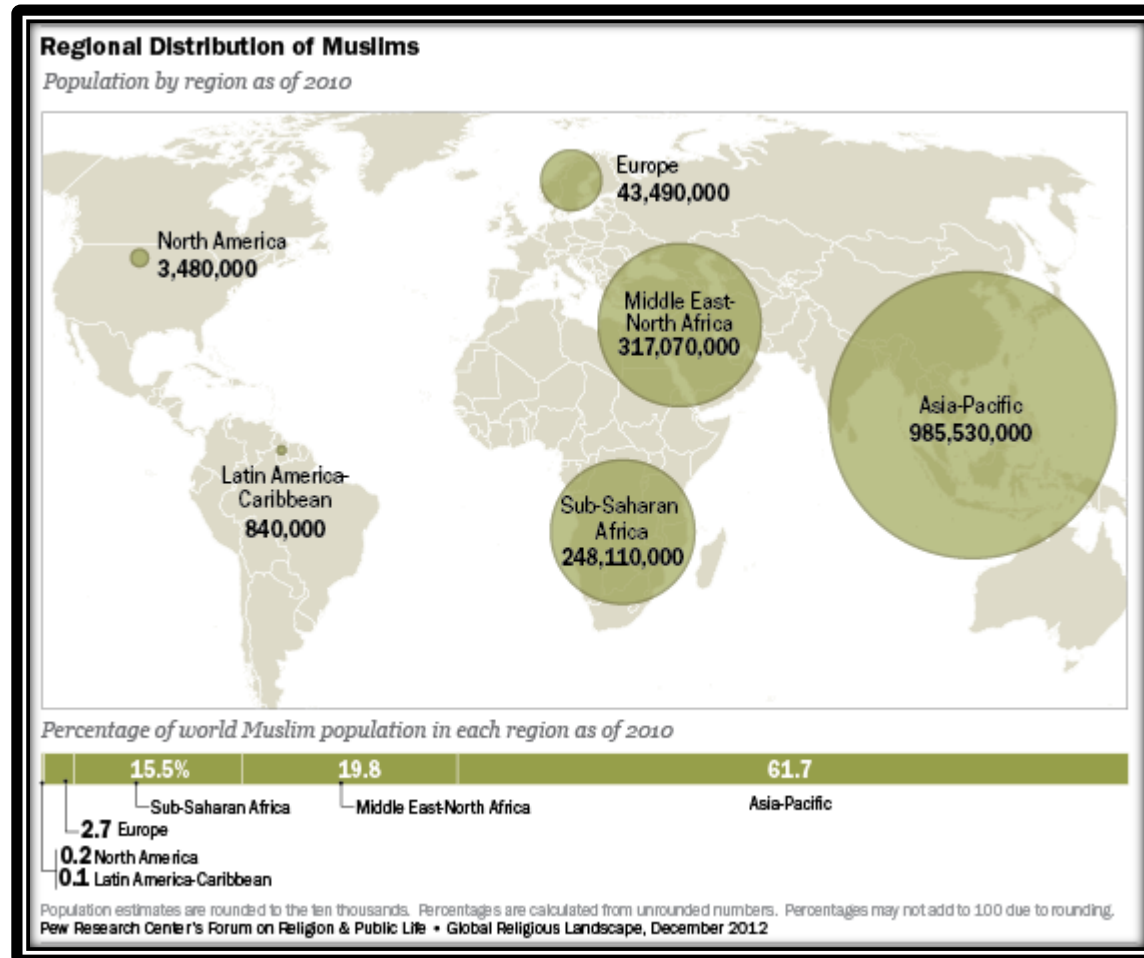 Regional Distribution of Muslims
Population by region as of 2010
Europe
43,490,000
North America
3,480,000
Middle East-
North Africa
317,070,000
Asia-Pacific
985,530,000
Latin America-
Caribbean
840,000
Sub-Saharan
Africa
248,110,000
Percentage of world Muslim population in each region as of 2010
15.5% 19.8 61.7
Sub-Saharan Africa Middle East-North Africa Asia-Pacific
2.7 Europe
0.2 North America
0.1 Latin America-Caribbean
Population estimates are rounded to the ten thousands. Percentages are calculated from unrounded numbers. Percentages may not add to 100 due to rounding.
Pew Research Center's Forum on Religion & Public Life • Global Religious Landscape, December 2012